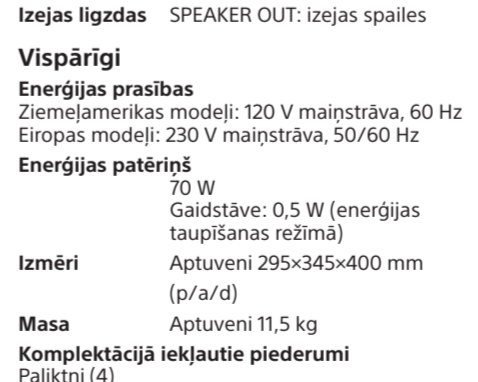 Izejas ligzdas SPEAKER OUT: izejas spailes
Vispārīgi
Enerģijas prasības
Ziemeļamerikas modeļi: 120 V maiņstrāva, 60 Hz
Eiropas modeļi: 230 V maiņstrāva, 50/60 Hz
Enerģijas patēriņš
70 W
Gaidstāve: 0,5 W (enerģijas
taupīšanas režīmā)
Izmēri Aptuveni 295×345×400 mm
(p/a/d)
Masa Aptuveni 11,5 kg
Komplektācijā iekļautie piederumi
Paliktņi (4)